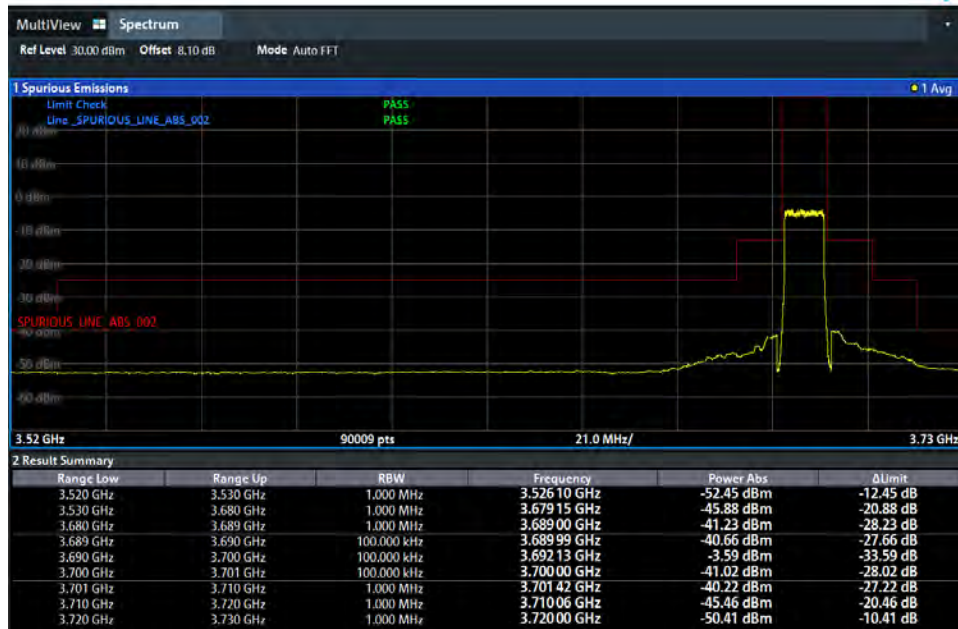 MultiView Spectrum
Ref Level 30.00 dBm Offset 8.10 dB Mode Auto FFT
1 Spurious Emissions 1 Avg
Limit Check PASS
Line _SPURIOUS_LINE_ABS_002 PASS
20 dBm
10 dBm
0 dBm
-10 dBm
-20 dBm
-30 dBm
SPURIOUS_LINE_ABS_002
-40 dBm
-50 dBm
-60 dBm
3.52 GHz 90009 pts 21.0 MHz/ 3.73 GHz
2 Result Summary
Range Low Range Up RBW Frequency Power Abs ΔLimit
3.520 GHz 3.530 GHz 1.000 MHz 3.526 10 GHz -52.45 dBm -12.45 dB
3.530 GHz 3.680 GHz 1.000 MHz 3.679 15 GHz -45.88 dBm -20.88 dB
3.680 GHz 3.689 GHz 1.000 MHz 3.689 00 GHz -41.23 dBm -28.23 dB
3.689 GHz 3.690 GHz 100.000 kHz 3.689 99 GHz -40.66 dBm -27.66 dB
3.690 GHz 3.700 GHz 100.000 kHz 3.692 13 GHz -3.59 dBm -33.59 dB
3.700 GHz 3.701 GHz 100.000 kHz 3.700 00 GHz -41.02 dBm -28.02 dB
3.701 GHz 3.710 GHz 1.000 MHz 3.701 42 GHz -40.22 dBm -27.22 dB
3.710 GHz 3.720 GHz 1.000 MHz 3.710 06 GHz -45.46 dBm -20.46 dB
3.720 GHz 3.730 GHz 1.000 MHz 3.720 00 GHz -50.41 dBm -10.41 dB